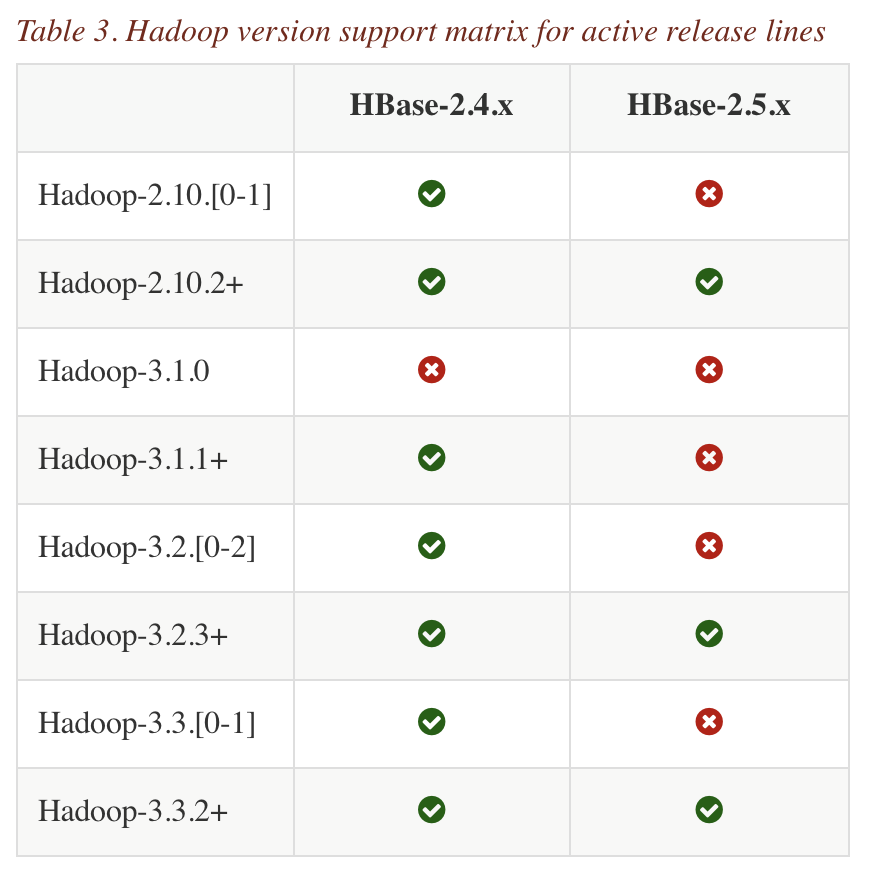 Table 3. Hadoop version support matrix for active release lines
HBase-2.4.x HBase-2.5.x
Hadoop-2.10.[0-1]
Hadoop-2.10.2+
Hadoop-3.1.0
Hadoop-3.1.1+
Hadoop-3.2.[0-2]
Hadoop-3.2.3+
Hadoop-3.3.[0-1]
Hadoop-3.3.2+